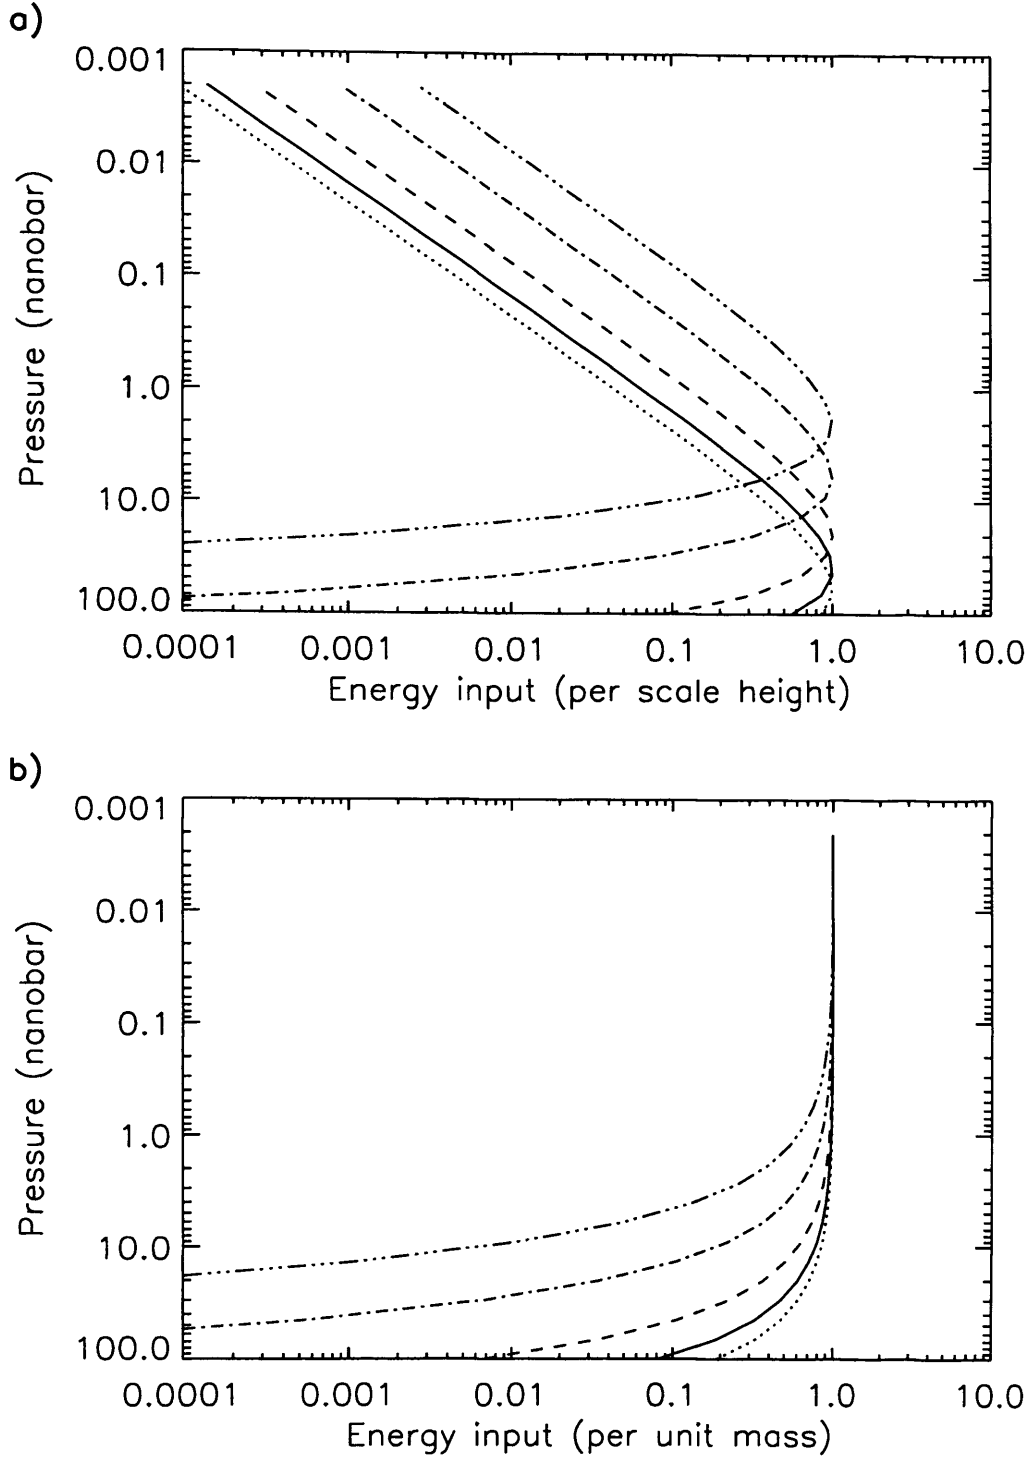 a)
0.001
0.01
0.1
1.0
10.0
100.0
Pressure (nanobar)
0.0001 0.001 0.01 0.1 1.0 10.0
Energy input (per scale height)
b)
0.001
0.01
0.1
1.0
10.0
100.0
Pressure (nanobar)
0.0001 0.001 0.01 0.1 1.0 10.0
Energy input (per unit mass)